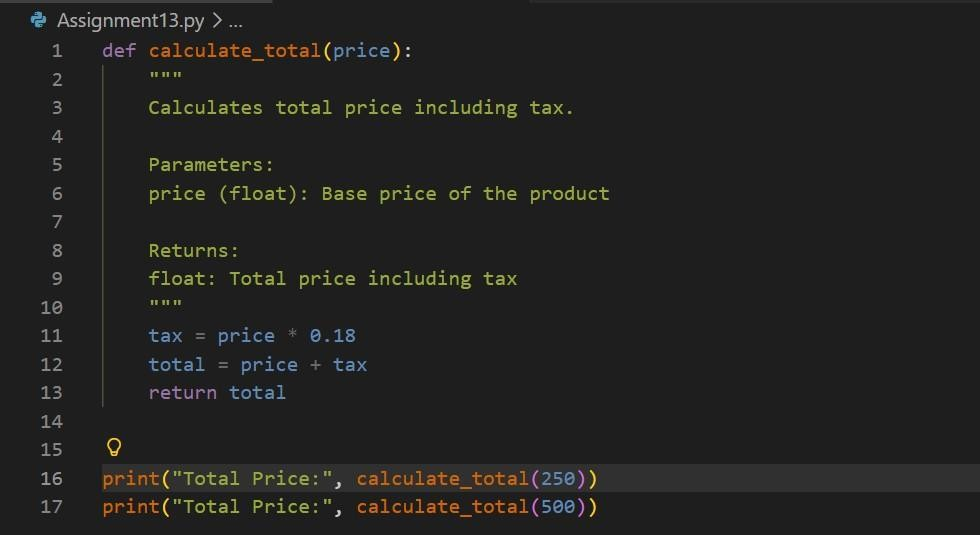 Assignment13.py > ...
1 def calculate_total(price):
2 """
3 Calculates total price including tax.
4
5 Parameters:
6 price (float): Base price of the product
7
8 Returns:
9 float: Total price including tax
10 """
11 tax = price * 0.18
12 total = price + tax
13 return total
14
15
16 print("Total Price:", calculate_total(250))
17 print("Total Price:", calculate_total(500))